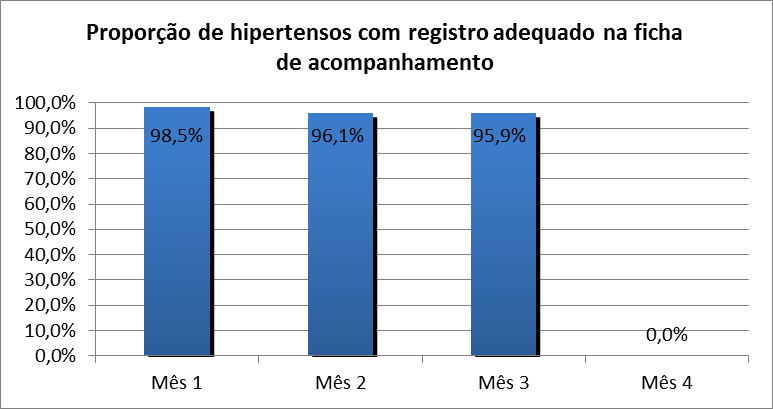 Proporção de hipertensos com registro adequado na ficha
de acompanhamento
100,0%
90,0%
80,0%
70,0%
60,0%
50,0%
40,0%
30,0%
20,0%
10,0%
0,0%
98,5%
96,1%
95,9%
0,0%
Mês 1
Mês 2
Mês 3
Mês 4